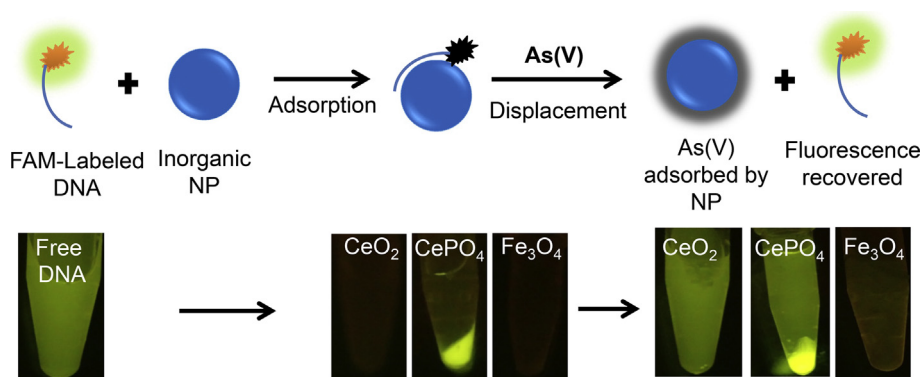 FAM-Labeled
DNA
Inorganic
NP
Adsorption
As(V)
Displacement
As(V)
adsorbed by
NP
Fluorescence
recovered
Free
DNA
CeO₂
CePO₄
Fe₃O₄
CeO₂
CePO₄
Fe₃O₄